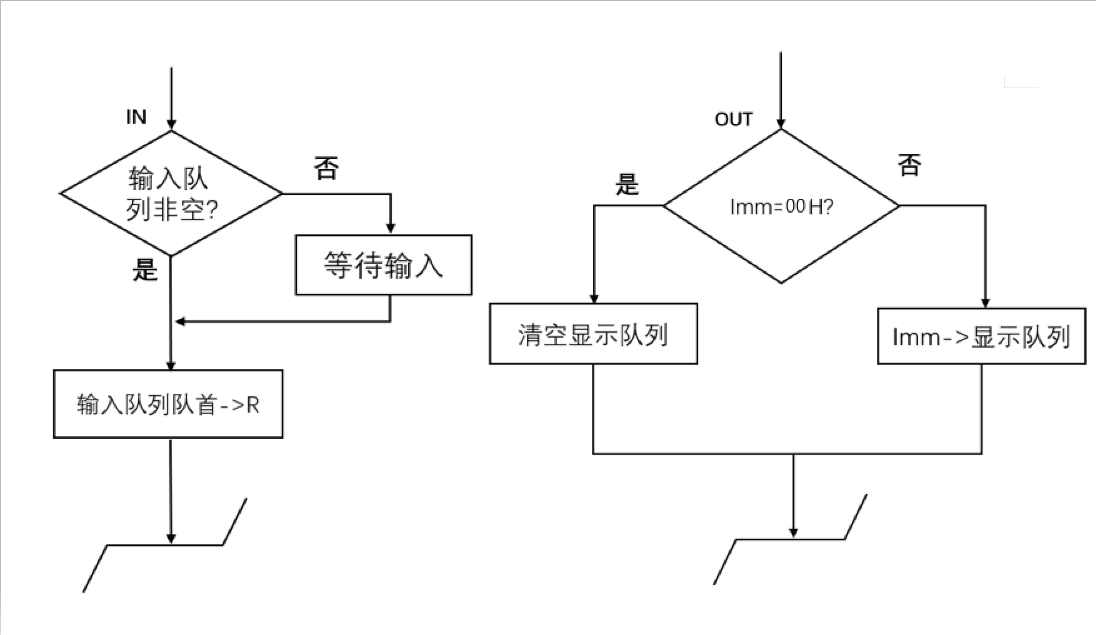 IN
输入队
列非空?
否
等待输入
是
输入队列队首->R
OUT
Imm=00H?
是
否
清空显示队列
Imm->显示队列